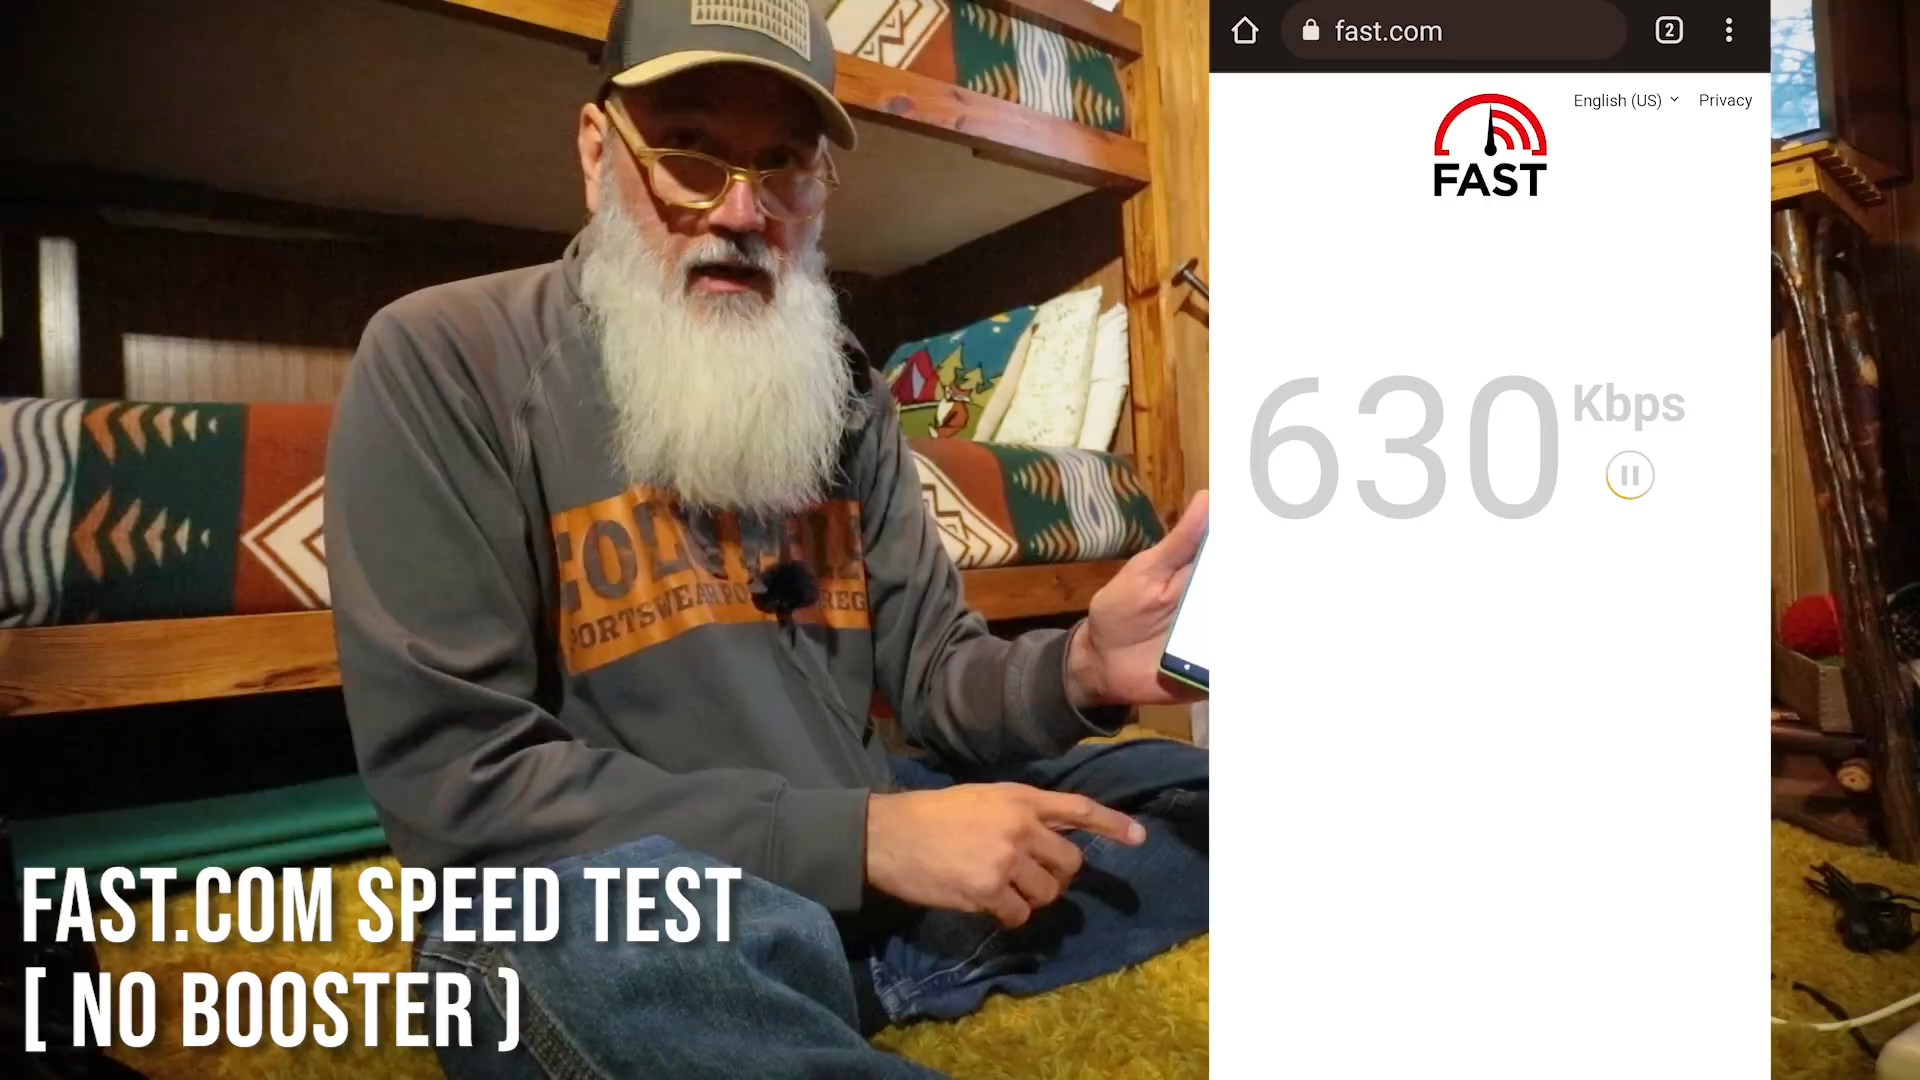 fast.com
2
English (US)
Privacy
FAST
630 Kbps
FAST.COM SPEED TEST
[ NO BOOSTER )